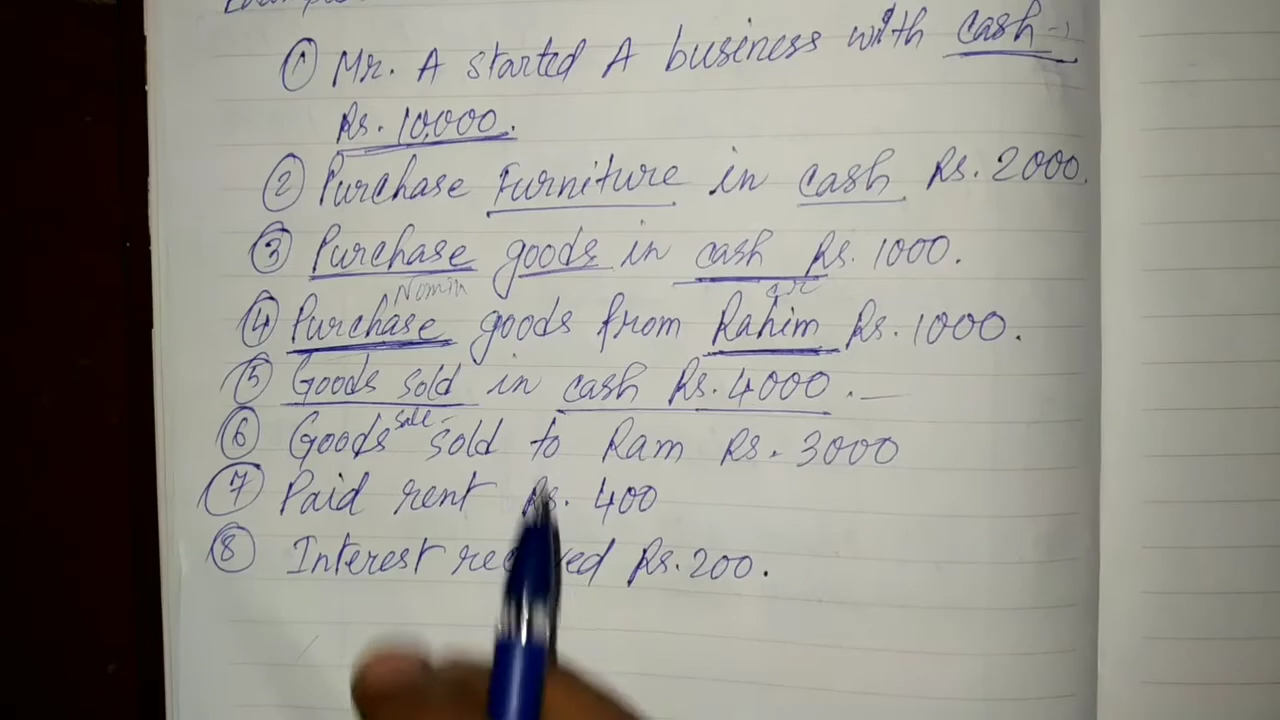 ① Mr. A started A business with cash
Rs. 10,000.
② Purchase Furniture in cash Rs. 2000.
③ Purchase goods in cash Rs. 1000.
Nomin
④ Purchase goods from Rahim Rs. 1000.
⑤ Goods sold in cash Rs. 4000.
sale
⑥ Goods sold to Ram Rs. 3000
⑦ Paid rent Rs. 400
⑧ Interest Rs. 200.